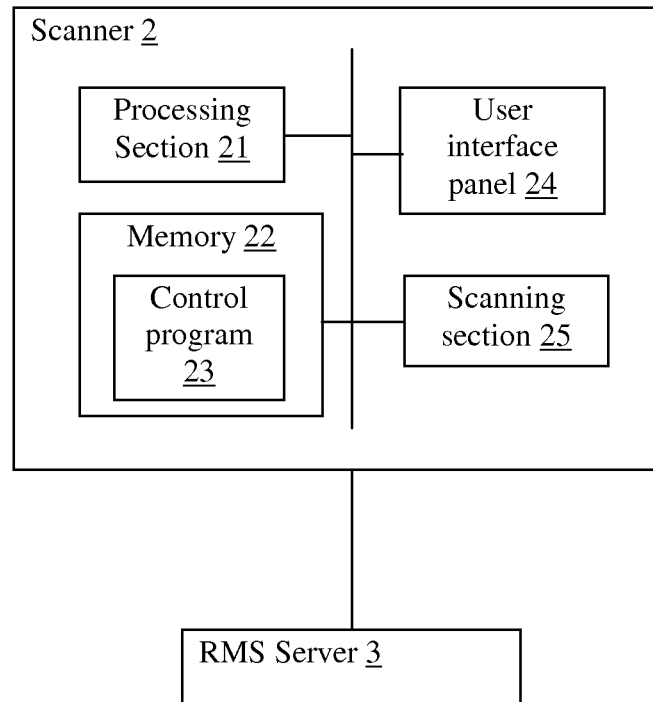 Scanner 2
Processing
Section 21
User
interface
panel 24
Memory 22
Control
program
23
Scanning
section 25
RMS Server 3